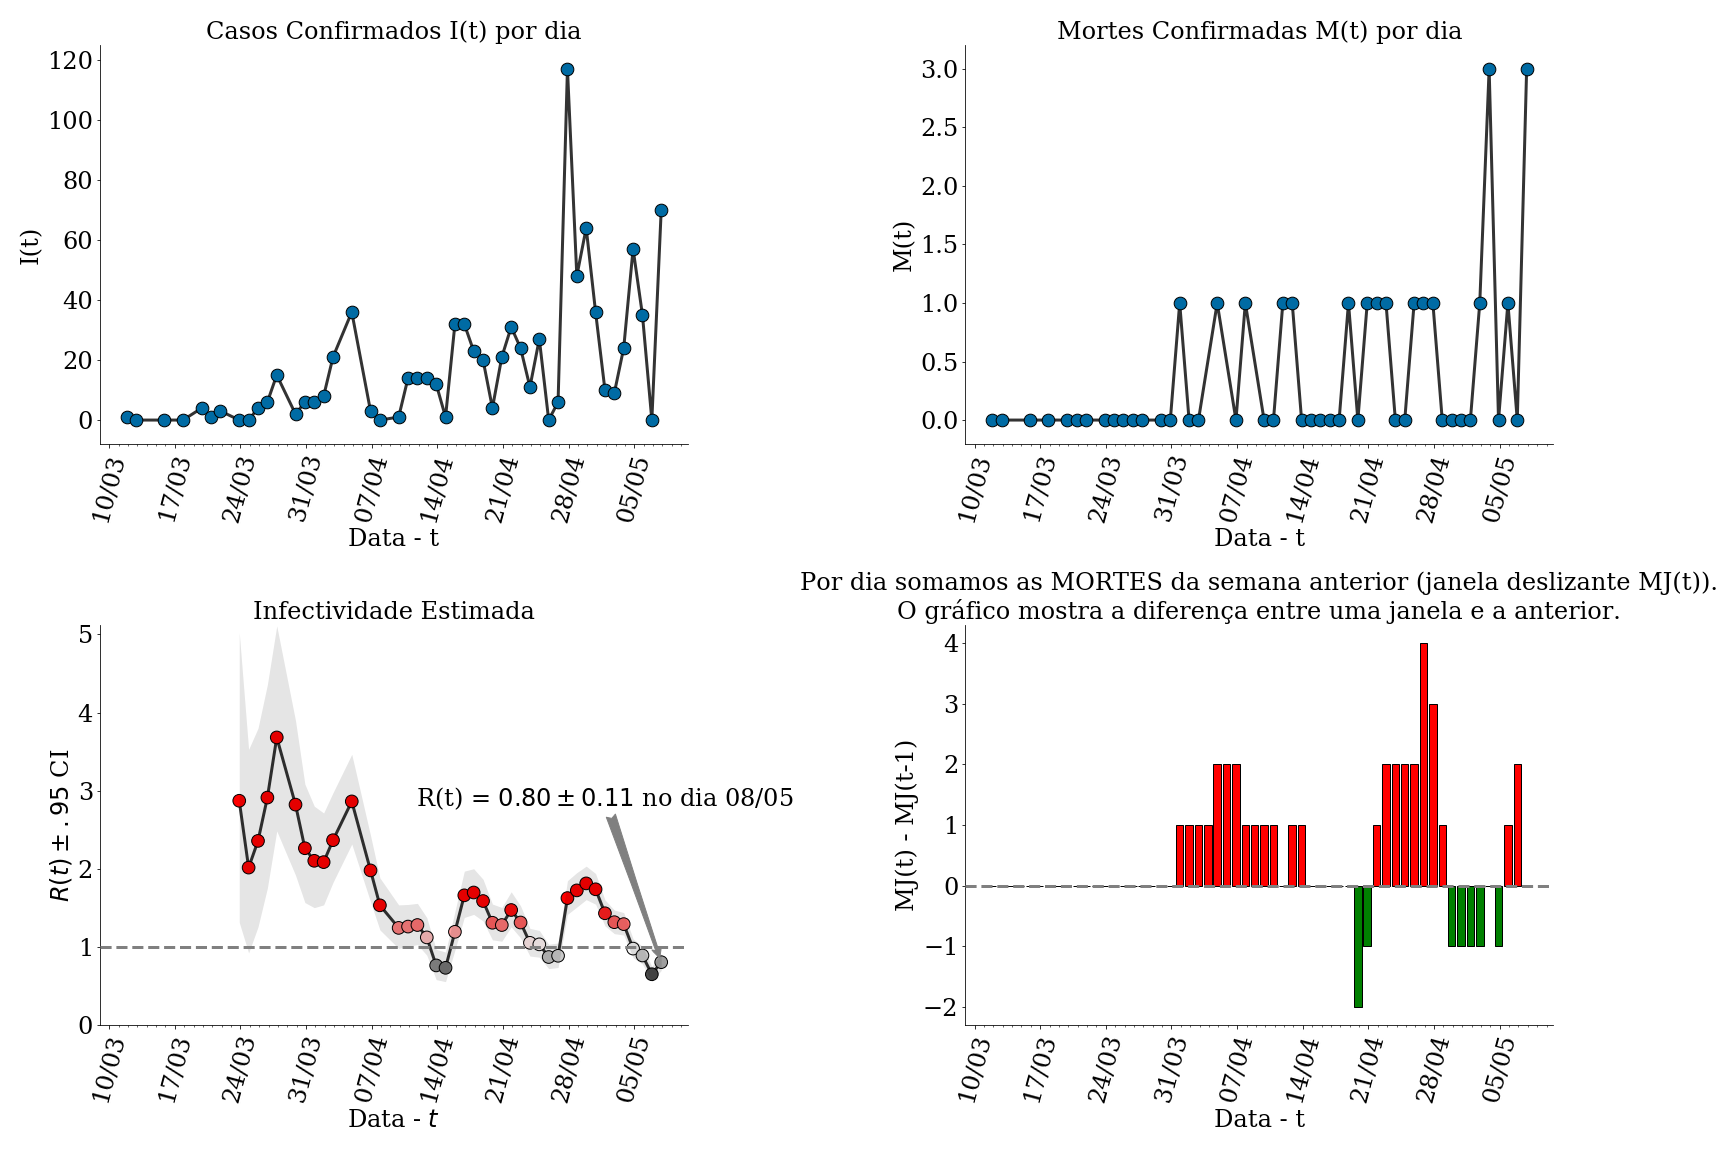 Casos Confirmados I(t) por dia
I(t)
120
100
80
60
40
20
0
10/03 17/03 24/03 31/03 07/04 14/04 21/04 28/04 05/05
Data - t
Mortes Confirmadas M(t) por dia
M(t)
3.0
2.5
2.0
1.5
1.0
0.5
0.0
10/03 17/03 24/03 31/03 07/04 14/04 21/04 28/04 05/05
Data - t
Infectividade Estimada
R(t) ± .95 CI
5
4
3
2
1
0
R(t) = 0.80 ± 0.11 no dia 08/05
10/03 17/03 24/03 31/03 07/04 14/04 21/04 28/04 05/05
Data - t
Por dia somamos as MORTES da semana anterior (janela deslizante MJ(t)).
O gráfico mostra a diferença entre uma janela e a anterior.
MJ(t) - MJ(t-1)
4
3
2
1
0
−1
−2
10/03 17/03 24/03 31/03 07/04 14/04 21/04 28/04 05/05
Data - t